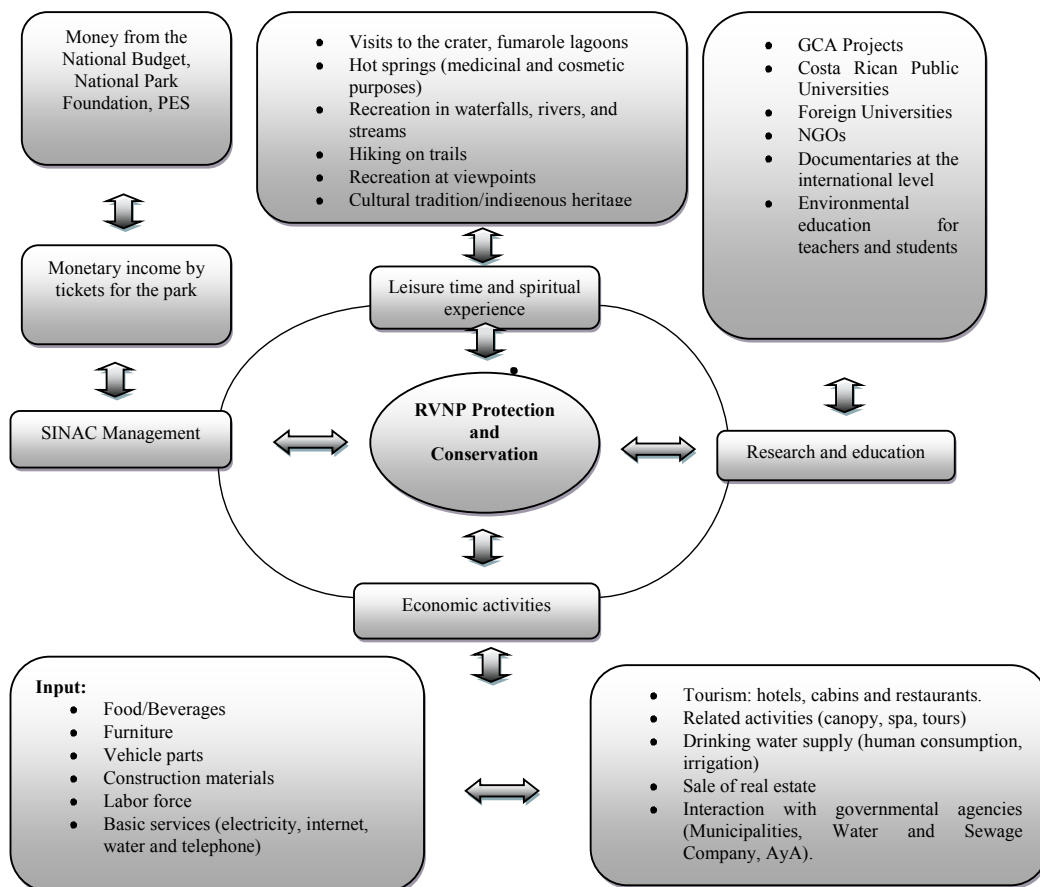 Money from the
National Budget,
National Park
Foundation, PES
• Visits to the crater, fumarole lagoons
• Hot springs (medicinal and cosmetic
purposes)
• Recreation in waterfalls, rivers, and
streams
• Hiking on trails
• Recreation at viewpoints
• Cultural tradition/indigenous heritage
• GCA Projects
• Costa Rican Public
Universities
• Foreign Universities
• NGOs
• Documentaries at the
international level
• Environmental
education for
teachers and students
Monetary income by
tickets for the park
Leisure time and spiritual
experience
SINAC Management
•
RVNP Protection
and
Conservation
Research and education
Economic activities
Input:
• Food/Beverages
• Furniture
• Vehicle parts
• Construction materials
• Labor force
• Basic services (electricity, internet,
water and telephone)
• Tourism: hotels, cabins and restaurants.
• Related activities (canopy, spa, tours)
• Drinking water supply (human consumption,
irrigation)
• Sale of real estate
• Interaction with governmental agencies
(Municipalities, Water and Sewage
Company, AyA).